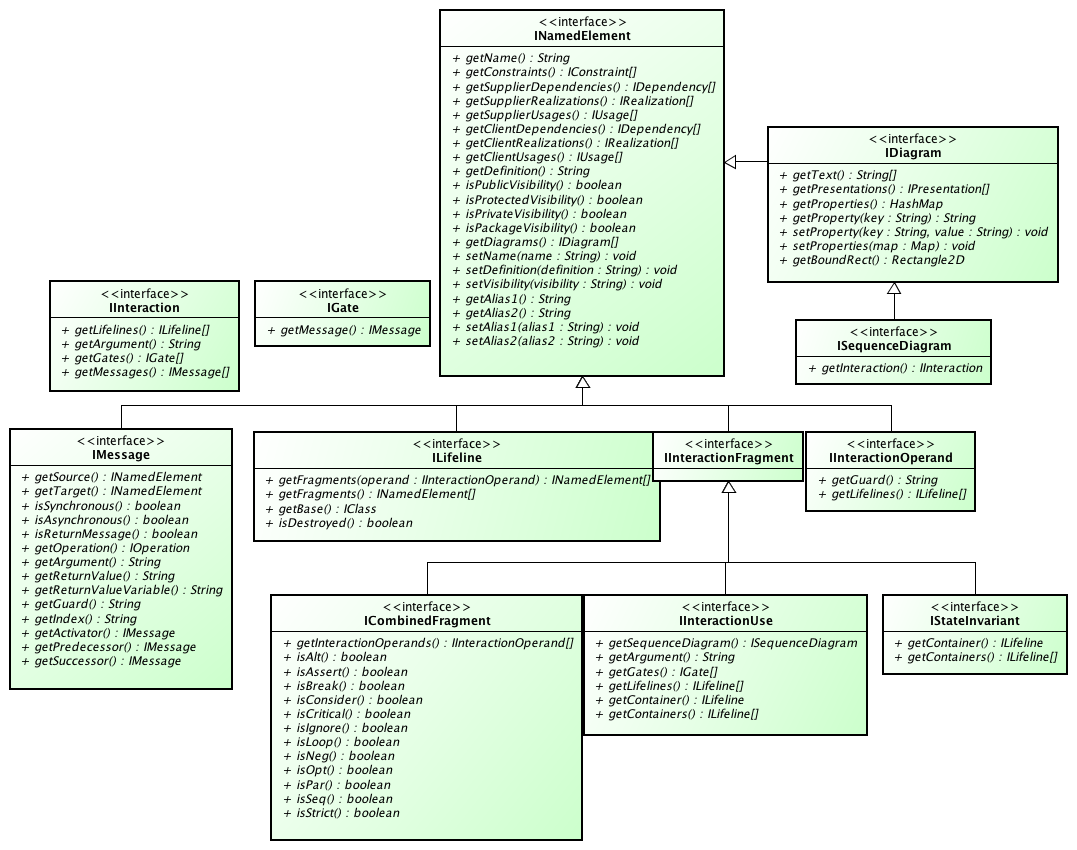 <<interface>>
INamedElement
+ getName() : String
+ getConstraints() : IConstraint[]
+ getSupplierDependencies() : IDependency[]
+ getSupplierRealizations() : IRealization[]
+ getSupplierUsages() : IUsage[]
+ getClientDependencies() : IDependency[]
+ getClientRealizations() : IRealization[]
+ getClientUsages() : IUsage[]
+ getDefinition() : String
+ isPublicVisibility() : boolean
+ isProtectedVisibility() : boolean
+ isPrivateVisibility() : boolean
+ isPackageVisibility() : boolean
+ getDiagrams() : IDiagram[]
+ setName(name : String) : void
+ setDefinition(definition : String) : void
+ setVisibility(visibility : String) : void
+ getAlias1() : String
+ getAlias2() : String
+ setAlias1(alias1 : String) : void
+ setAlias2(alias2 : String) : void
<<interface>>
IDiagram
+ getText() : String[]
+ getPresentations() : IPresentation[]
+ getProperties() : HashMap
+ getProperty(key : String) : String
+ setProperty(key : String, value : String) : void
+ setProperties(map : Map) : void
+ getBoundRect() : Rectangle2D
<<interface>>
IInteraction
+ getLifelines() : ILifeline[]
+ getArgument() : String
+ getGates() : IGate[]
+ getMessages() : IMessage[]
<<interface>>
IGate
+ getMessage() : IMessage
<<interface>>
ISequenceDiagram
+ getInteraction() : IInteraction
<<interface>>
IMessage
+ getSource() : INamedElement
+ getTarget() : INamedElement
+ isSynchronous() : boolean
+ isAsynchronous() : boolean
+ isReturnMessage() : boolean
+ getOperation() : IOperation
+ getArgument() : String
+ getReturnValue() : String
+ getReturnValueVariable() : String
+ getGuard() : String
+ getIndex() : String
+ getActivator() : IMessage
+ getPredecessor() : IMessage
+ getSuccessor() : IMessage
<<interface>>
ILifeline
+ getFragments(operand : IInteractionOperand) : INamedElement[]
+ getFragments() : INamedElement[]
+ getBase() : IClass
+ isDestroyed() : boolean
<<interface>>
IInteractionFragment
<<interface>>
IInteractionOperand
+ getGuard() : String
+ getLifelines() : ILifeline[]
<<interface>>
ICombinedFragment
+ getInteractionOperands() : IInteractionOperand[]
+ isAlt() : boolean
+ isAssert() : boolean
+ isBreak() : boolean
+ isConsider() : boolean
+ isCritical() : boolean
+ isIgnore() : boolean
+ isLoop() : boolean
+ isNeg() : boolean
+ isOpt() : boolean
+ isPar() : boolean
+ isSeq() : boolean
+ isStrict() : boolean
<<interface>>
IInteractionUse
+ getSequenceDiagram() : ISequenceDiagram
+ getArgument() : String
+ getGates() : IGate[]
+ getLifelines() : ILifeline[]
+ getContainer() : ILifeline
+ getContainers() : ILifeline[]
<<interface>>
IStateInvariant
+ getContainer() : ILifeline
+ getContainers() : ILifeline[]